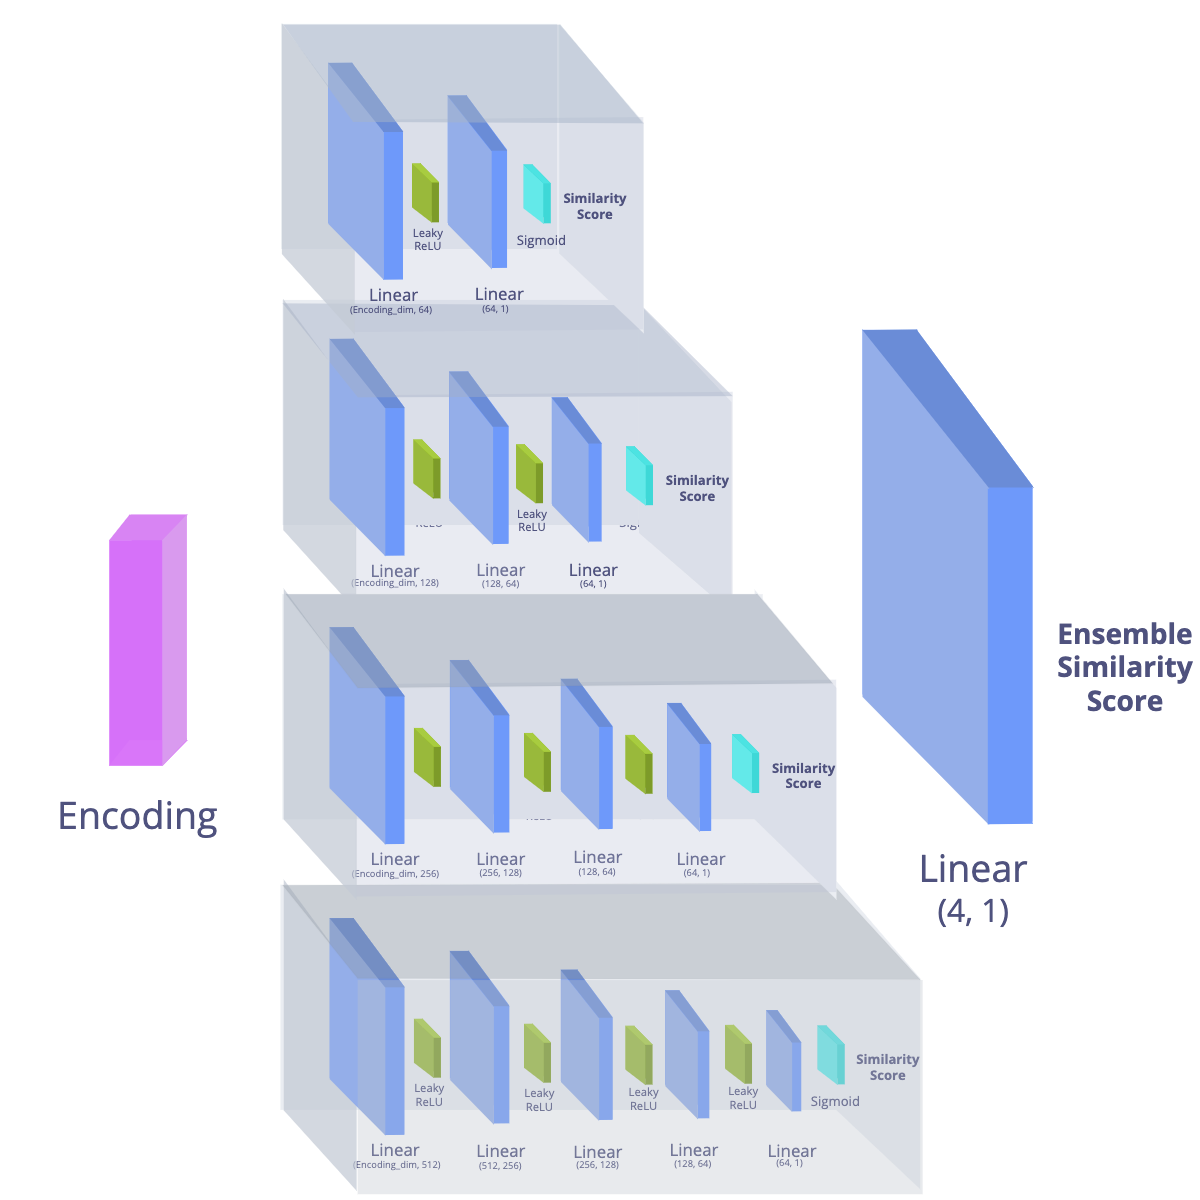 Similarity
Score
Leaky
ReLU
Sigmoid
Linear
(Encoding_dim, 64)
Linear
(64, 1)
Similarity
Score
Leaky
ReLU
Linear
(Encoding_dim, 128)
Linear
(128, 64)
Linear
(64, 1)
Encoding
Similarity
Score
Linear
(Encoding_dim, 256)
Linear
(256, 128)
Linear
(128, 64)
Linear
(64, 1)
Similarity
Score
Leaky
ReLU
Leaky
ReLU
Leaky
ReLU
Leaky
ReLU
Sigmoid
Linear
(Encoding_dim, 512)
Linear
(512, 256)
Linear
(256, 128)
Linear
(128, 64)
Linear
(64, 1)
Ensemble
Similarity
Score
Linear
(4, 1)